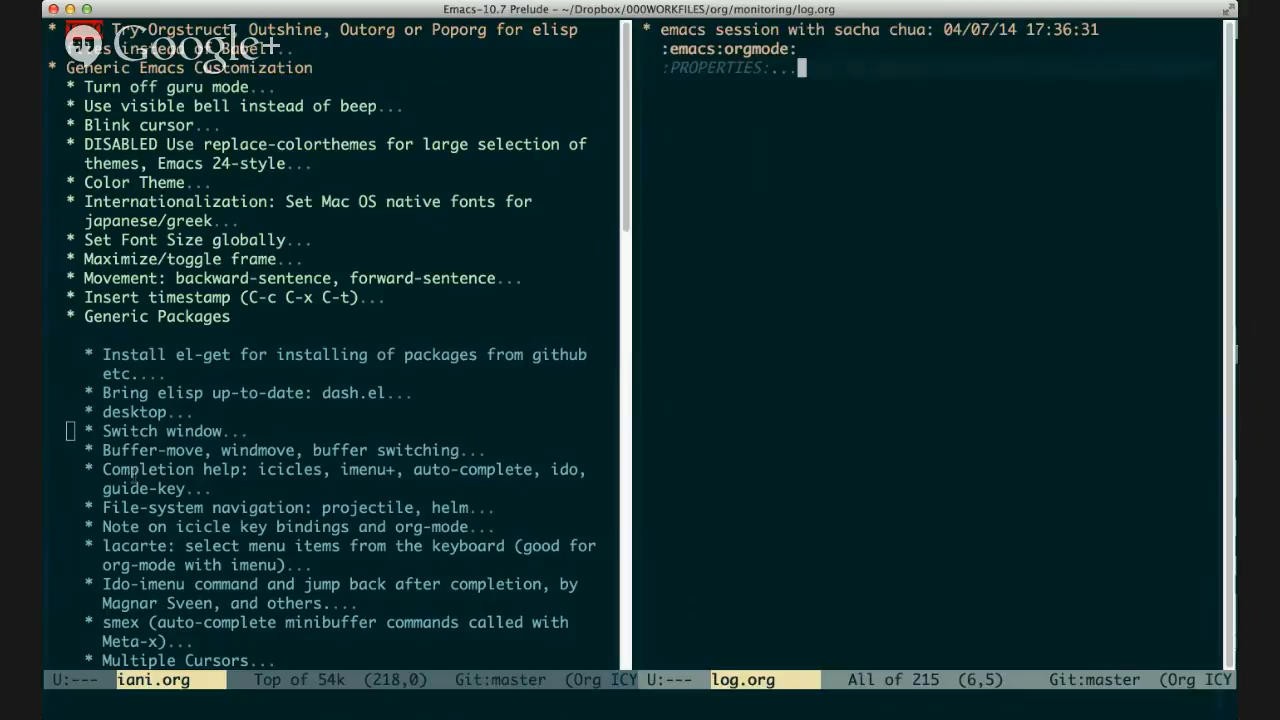 Emacs-10.7 Prelude - ~/Dropbox/000WORKFILES/org/monitoring/log.org
* Try Orgstruct, Outshine, Outorg or Poporg for elisp
files instead of Babel...
Google+
* Generic Emacs Customization
* Turn off guru mode...
* Use visible bell instead of beep...
* Blink cursor...
* DISABLED Use replace-colorthemes for large selection of
themes, Emacs 24-style...
* Color Theme...
* Internationalization: Set Mac OS native fonts for
japanese/greek...
* Set Font Size globally...
* Maximize/toggle frame...
* Movement: backward-sentence, forward-sentence...
* Insert timestamp (C-c C-x C-t)...
* Generic Packages
* Install el-get for installing of packages from github
etc....
* Bring elisp up-to-date: dash.el...
* desktop...
* Switch window...
* Buffer-move, windmove, buffer switching...
* Completion help: icicles, imenu+, auto-complete, ido,
guide-key...
* File-system navigation: projectile, helm...
* Note on icicle key bindings and org-mode...
* lacarte: select menu items from the keyboard (good for
org-mode with imenu)...
* Ido-imenu command and jump back after completion, by
Magnar Sveen, and others....
* smex (auto-complete minibuffer commands called with
Meta-x)...
* Multiple Cursors...
U:--- iani.org Top of 54k (218,0) Git:master (Org ICY
* emacs session with sacha chua: 04/07/14 17:36:31
:emacs:orgmode:
:PROPERTIES:...
U:--- log.org All of 215 (6,5) Git:master (Org ICY